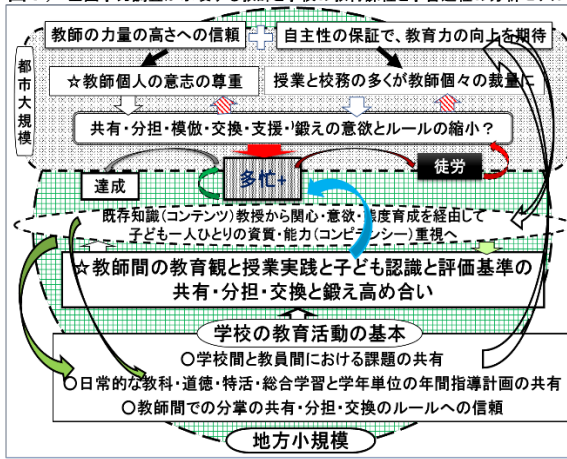 教師の力量の高さへの信頼
自主性の保証で、教育力の向上を期待
都市大規模
☆教師個人の意志の尊重
授業と校務の多くが教師個々の裁量に
共有・分担・模倣・交換・支援・鍛えの意欲とルールの縮小？
達成
多忙+
徒労
既存知識(コンテンツ)教授から関心・意欲・態度育成を経由して
子ども一人ひとりの資質・能力(コンピテンシー)重視へ
☆教師間の教育観と授業実践と子ども認識と評価基準の
共有・分担・交換と鍛え高め合い
学校の教育活動の基本
○学校間と教員間における課題の共有
○日常的な教科・道徳・特活・総合学習と学年単位の年間指導計画の共有
○教師間での分掌の共有・分担・交換のルールへの信頼
地方小規模